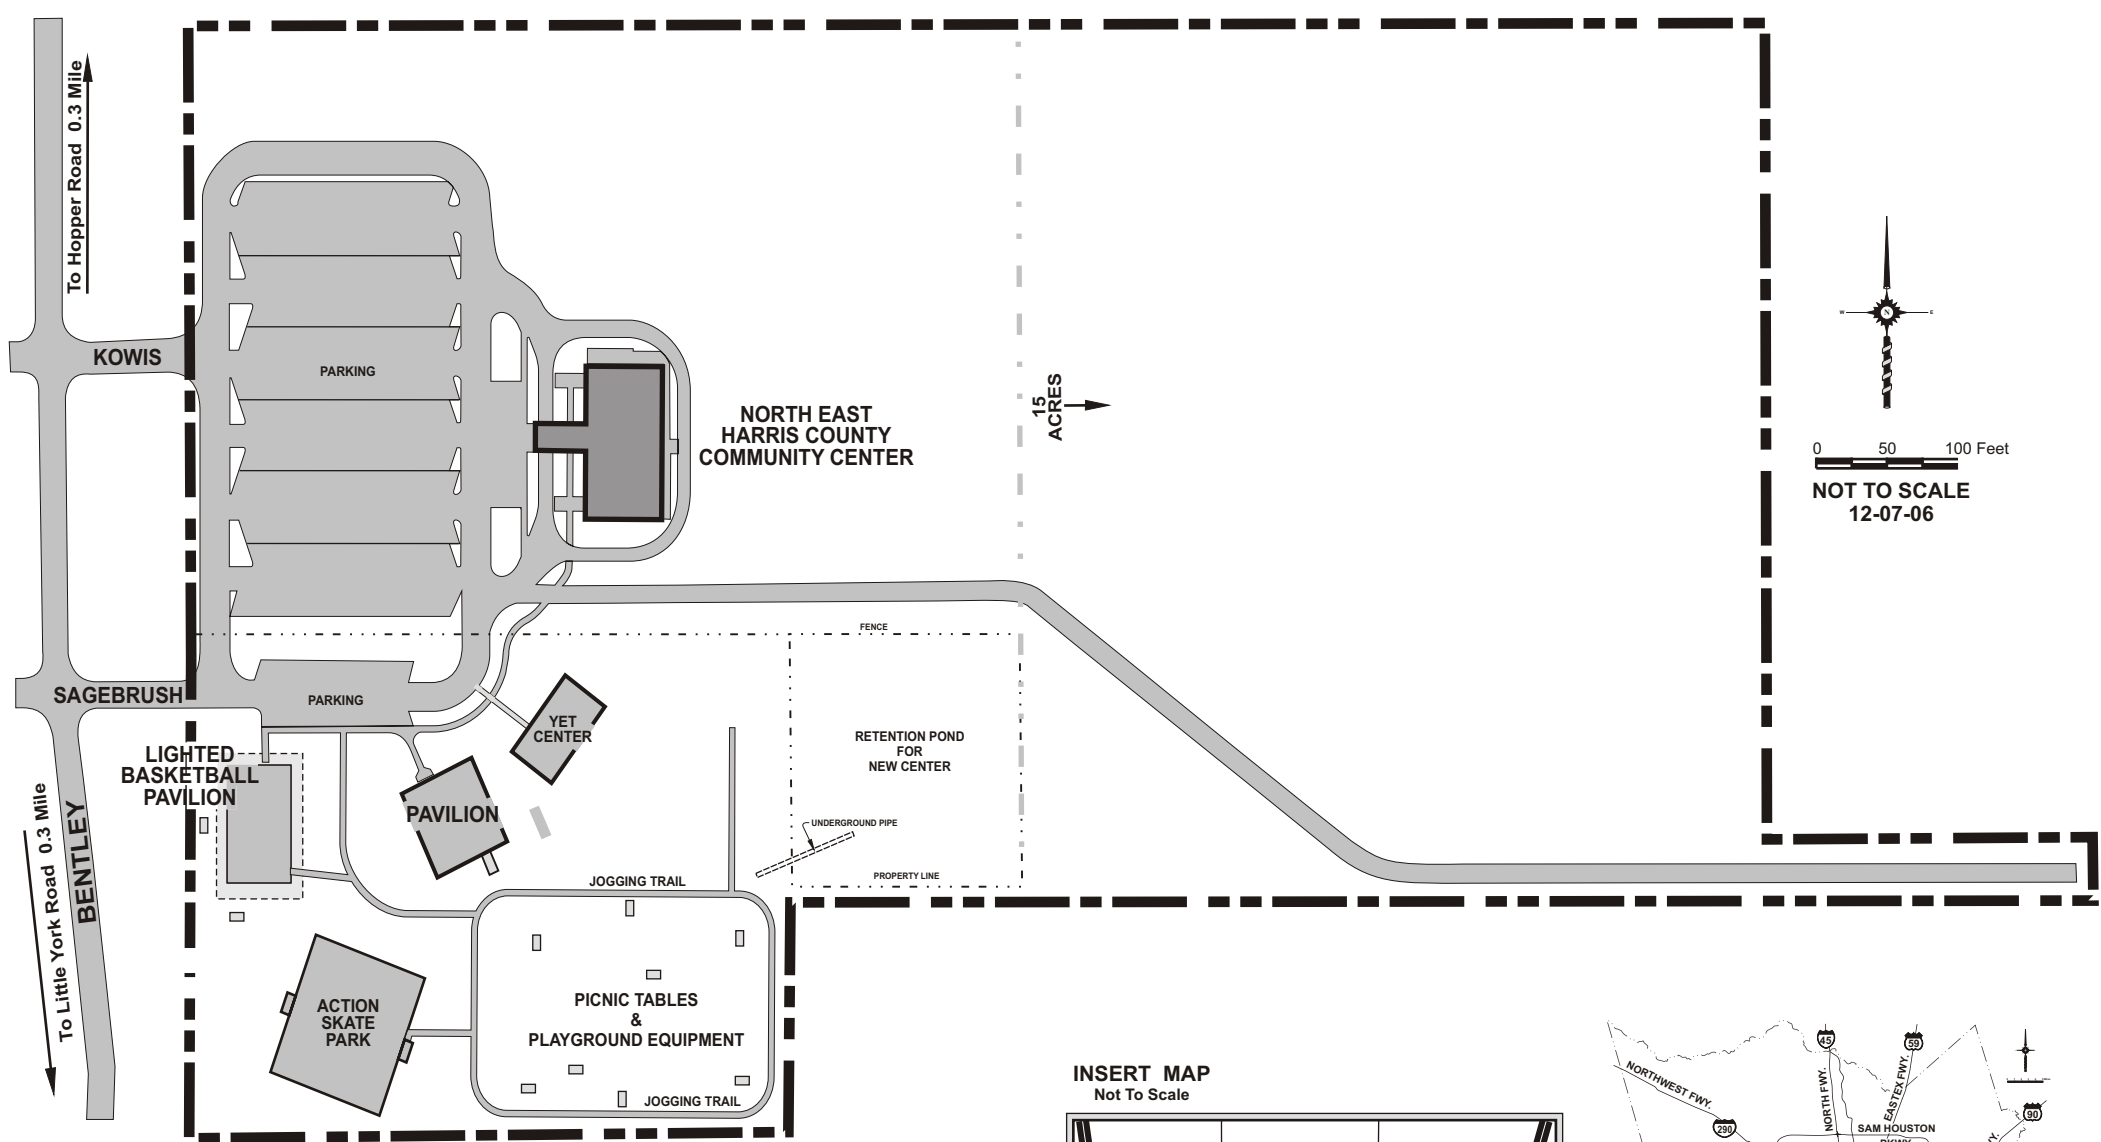 To Hopper Road 0.3 Mile
KOWIS
PARKING
NORTH EAST
HARRIS COUNTY
COMMUNITY CENTER
15
ACRES
W
N
E
0 50 100 Feet
NOT TO SCALE
12-07-06
FENCE
SAGEBRUSH
PARKING
YET
CENTER
RETENTION POND
FOR
NEW CENTER
LIGHTED
BASKETBALL
PAVILION
PAVILION
UNDERGROUND PIPE
To Little York Road 0.3 Mile
BENTLEY
JOGGING TRAIL
PROPERTY LINE
ACTION
SKATE
PARK
PICNIC TABLES
&
PLAYGROUND EQUIPMENT
JOGGING TRAIL
INSERT MAP
Not To Scale
NORTHWEST FWY.
290
45
NORTH FWY.
59
EASTEX FWY.
90
SAM HOUSTON
PKWY.